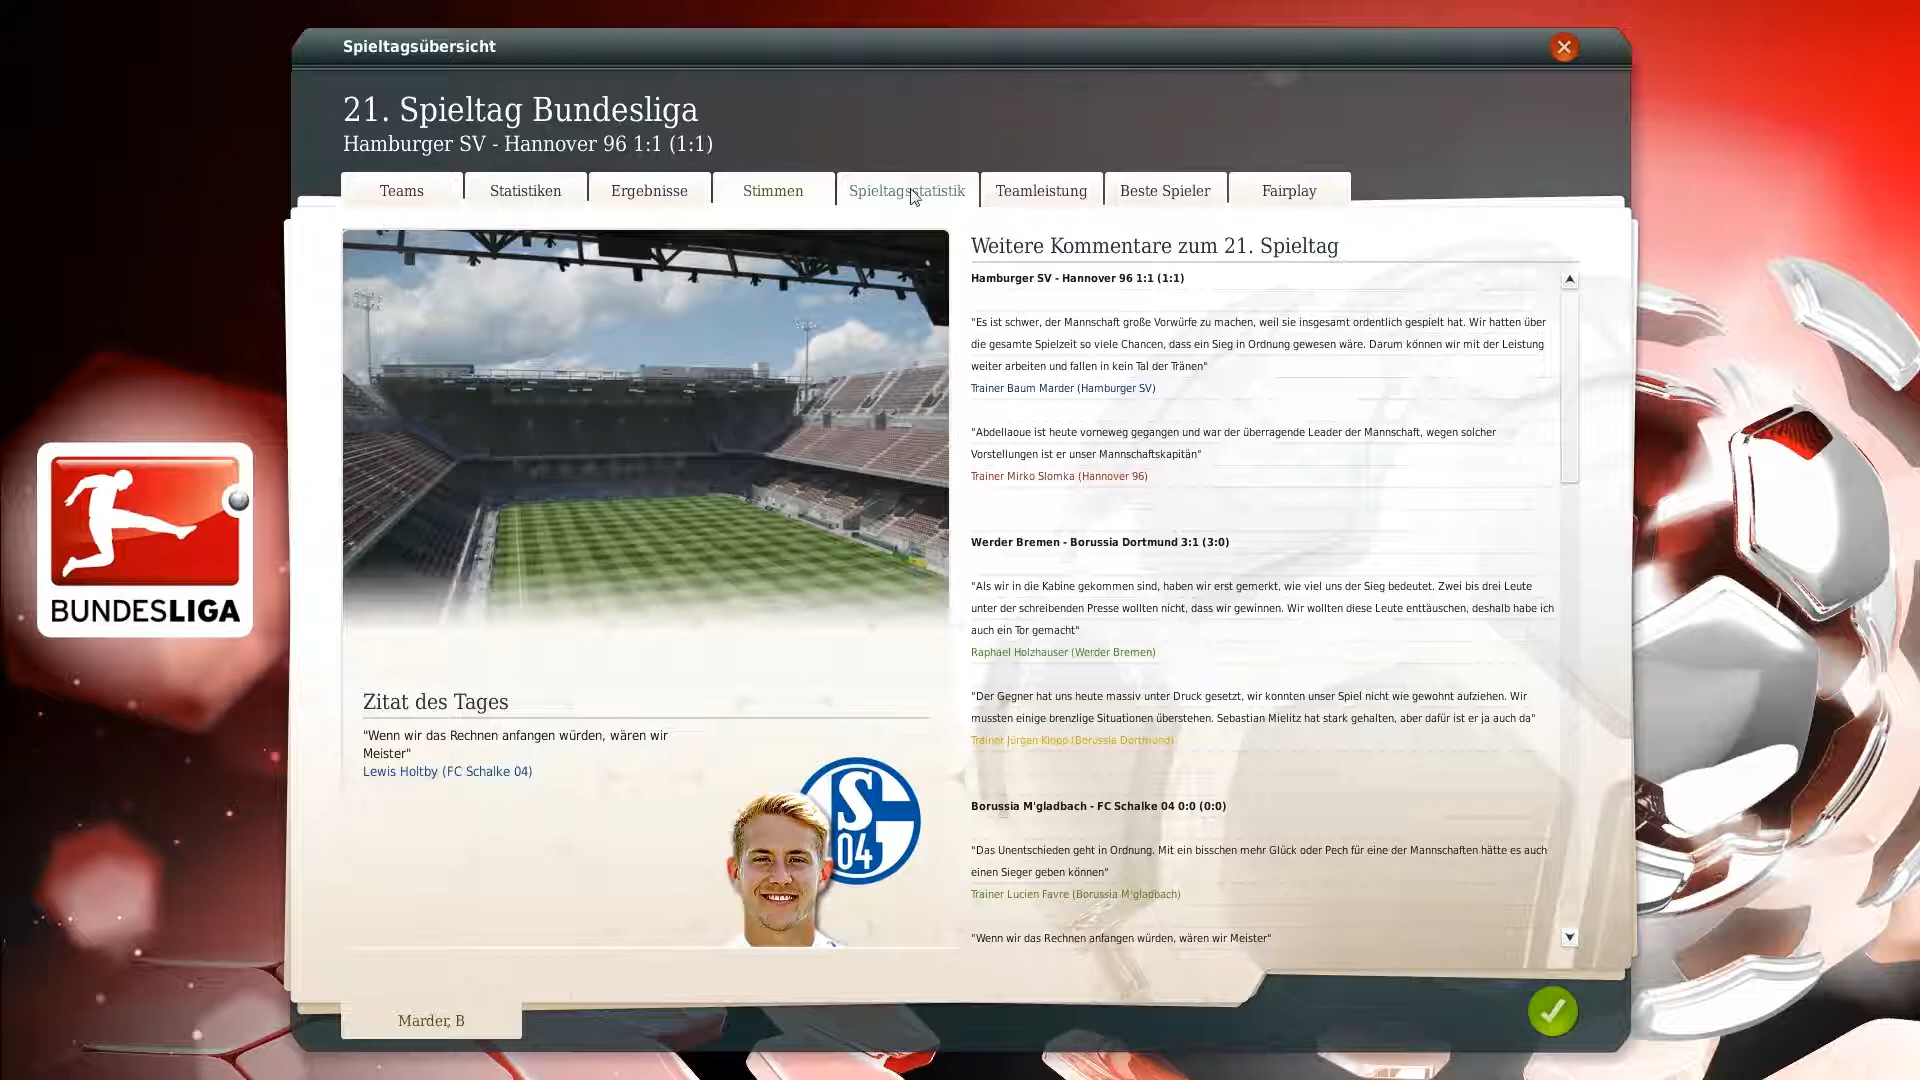 Spieltagsübersicht
21. Spieltag Bundesliga
Hamburger SV - Hannover 96 1:1 (1:1)
Teams
Statistiken
Ergebnisse
Stimmen
Spieltagsstatistik
Teamleistung
Beste Spieler
Fairplay
BUNDESLIGA
Zitat des Tages
"Wenn wir das Rechnen anfangen würden, wären wir
Meister"
Lewis Holtby (FC Schalke 04)
S
04
Marder, B
Weitere Kommentare zum 21. Spieltag
Hamburger SV - Hannover 96 1:1 (1:1)
"Es ist schwer, der Mannschaft große Vorwürfe zu machen, weil sie insgesamt ordentlich gespielt hat. Wir hatten über
die gesamte Spielzeit so viele Chancen, dass ein Sieg in Ordnung gewesen wäre. Darum können wir mit der Leistung
weiter arbeiten und fallen in kein Tal der Tränen"
Trainer Baum Marder (Hamburger SV)
"Abdellaoue ist heute vorneweg gegangen und war der überragende Leader der Mannschaft, wegen solcher
Vorstellungen ist er unser Mannschaftskapitän"
Trainer Mirko Slomka (Hannover 96)
Werder Bremen - Borussia Dortmund 3:1 (3:0)
"Als wir in die Kabine gekommen sind, haben wir erst gemerkt, wie viel uns der Sieg bedeutet. Zwei bis drei Leute
unter der schreibenden Presse wollten nicht, dass wir gewinnen. Wir wollten diese Leute enttäuschen, deshalb habe ich
auch ein Tor gemacht"
Raphael Holzhauser (Werder Bremen)
"Der Gegner hat uns heute massiv unter Druck gesetzt, wir konnten unser Spiel nicht wie gewohnt aufziehen. Wir
mussten einige brenzlige Situationen überstehen. Sebastian Mielitz hat stark gehalten, aber dafür ist er ja auch da"
Trainer Jürgen Klopp (Borussia Dortmund)
Borussia M'gladbach - FC Schalke 04 0:0 (0:0)
"Das Unentschieden geht in Ordnung. Mit ein bisschen mehr Glück oder Pech für eine der Mannschaften hätte es auch
einen Sieger geben können"
Trainer Lucien Favre (Borussia M'gladbach)
"Wenn wir das Rechnen anfangen würden, wären wir Meister"